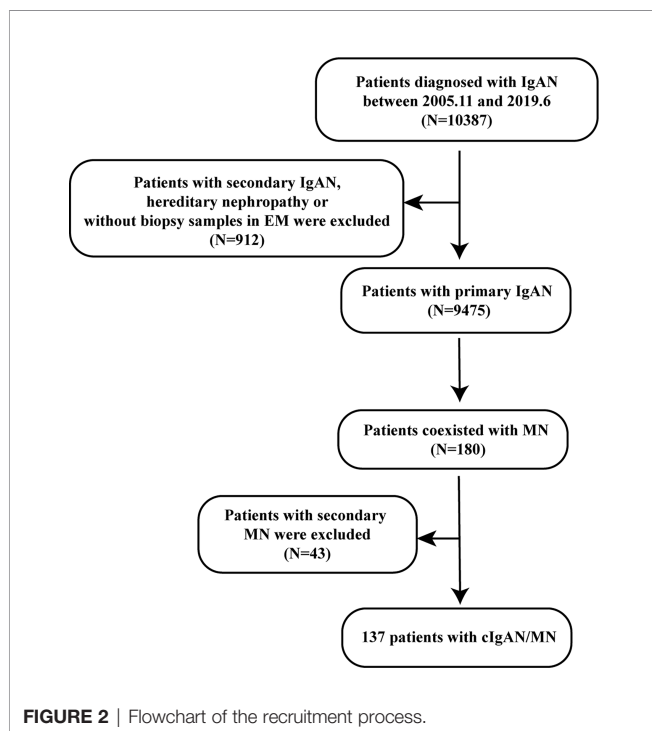 Patients diagnosed with IgAN
between 2005.11 and 2019.6
(N=10387)
Patients with secondary IgAN,
hereditary nephropathy or
without biopsy samples in EM were excluded
(N=912)
Patients with primary IgAN
(N=9475)
Patients coexisted with MN
(N=180)
Patients with secondary
MN were excluded
(N=43)
137 patients with cIgAN/MN
FIGURE 2 | Flowchart of the recruitment process.